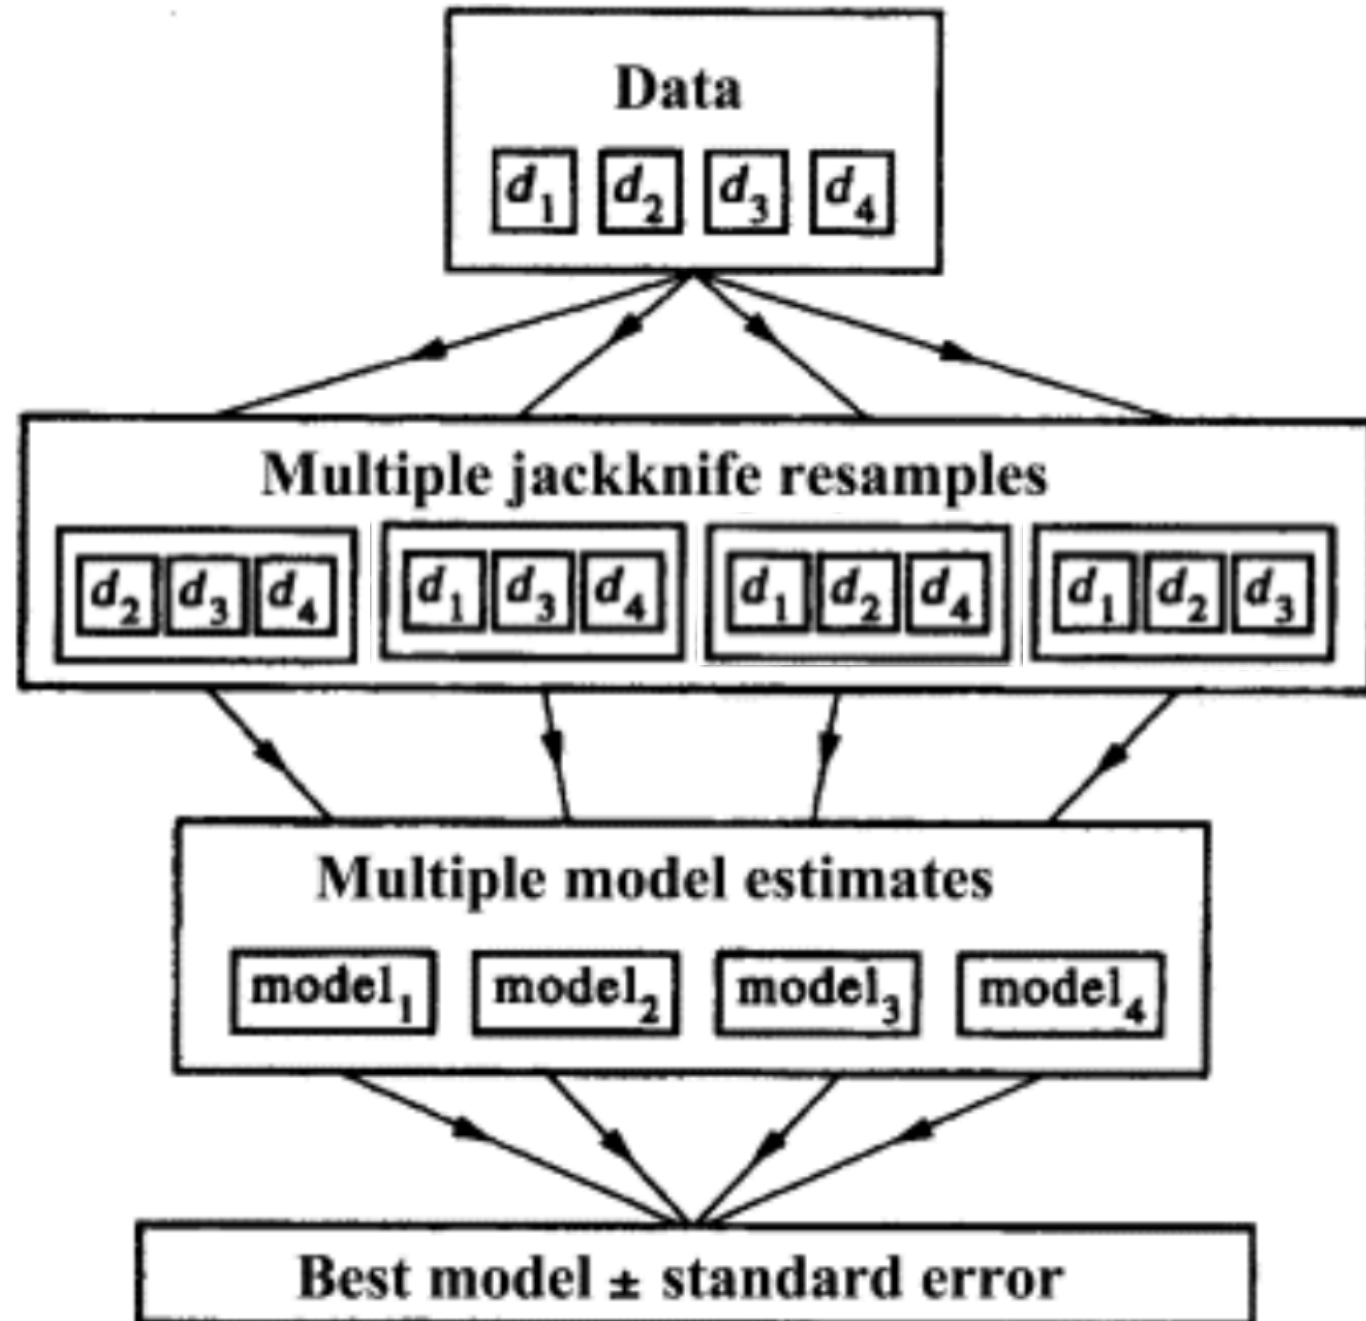 Data
d1 d2 d3 d4
Multiple jackknife resamples
d2 d3 d4 d1 d3 d4 d1 d2 d4 d1 d2 d3
Multiple model estimates
model1 model2 model3 model4
Best model ± standard error